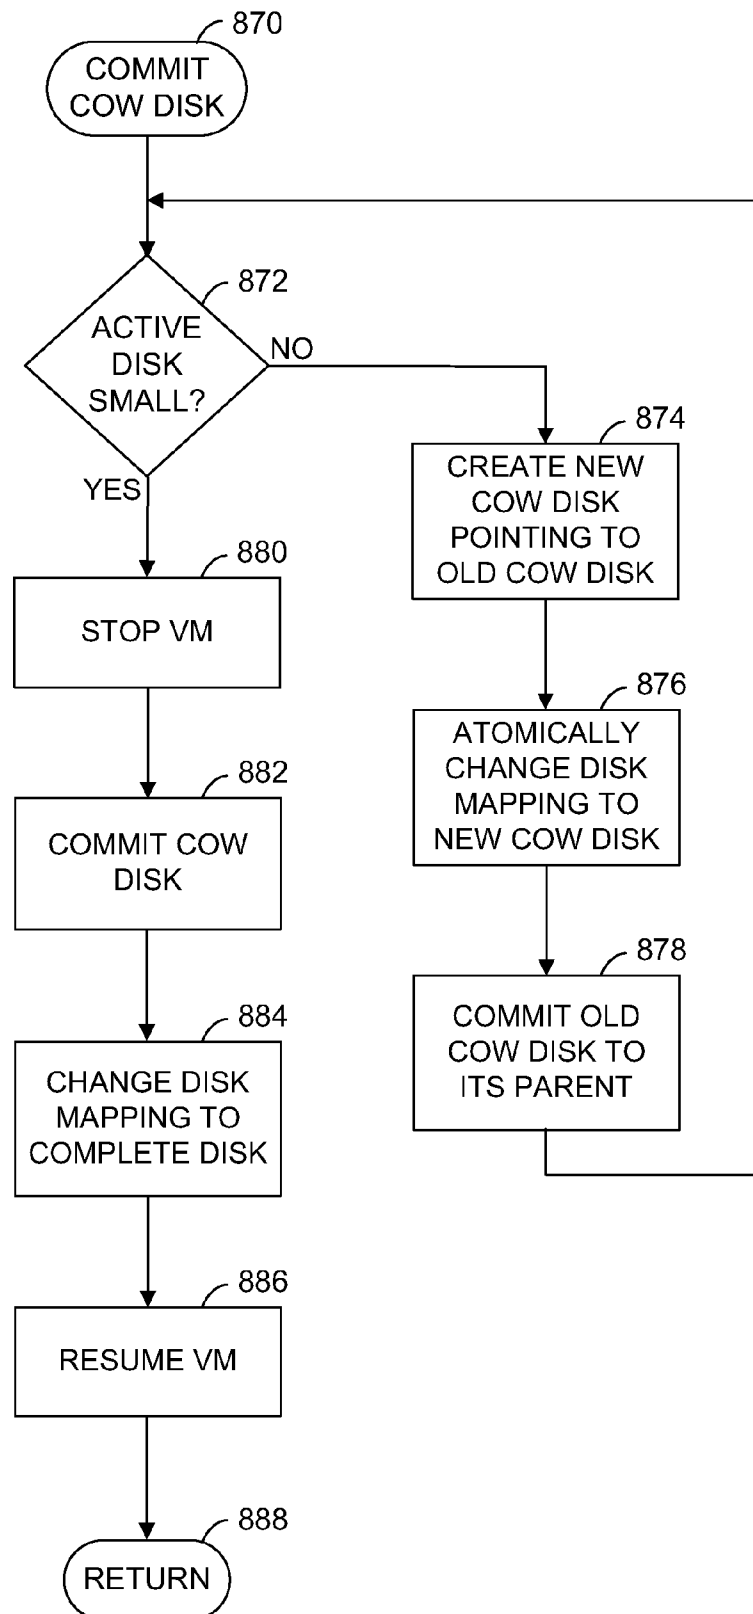 870
COMMIT
COW DISK
872
ACTIVE
DISK
SMALL?
NO
YES
874
CREATE NEW
COW DISK
POINTING TO
OLD COW DISK
876
ATOMICALLY
CHANGE DISK
MAPPING TO
NEW COW DISK
878
COMMIT OLD
COW DISK TO
ITS PARENT
880
STOP VM
882
COMMIT COW
DISK
884
CHANGE DISK
MAPPING TO
COMPLETE DISK
886
RESUME VM
888
RETURN